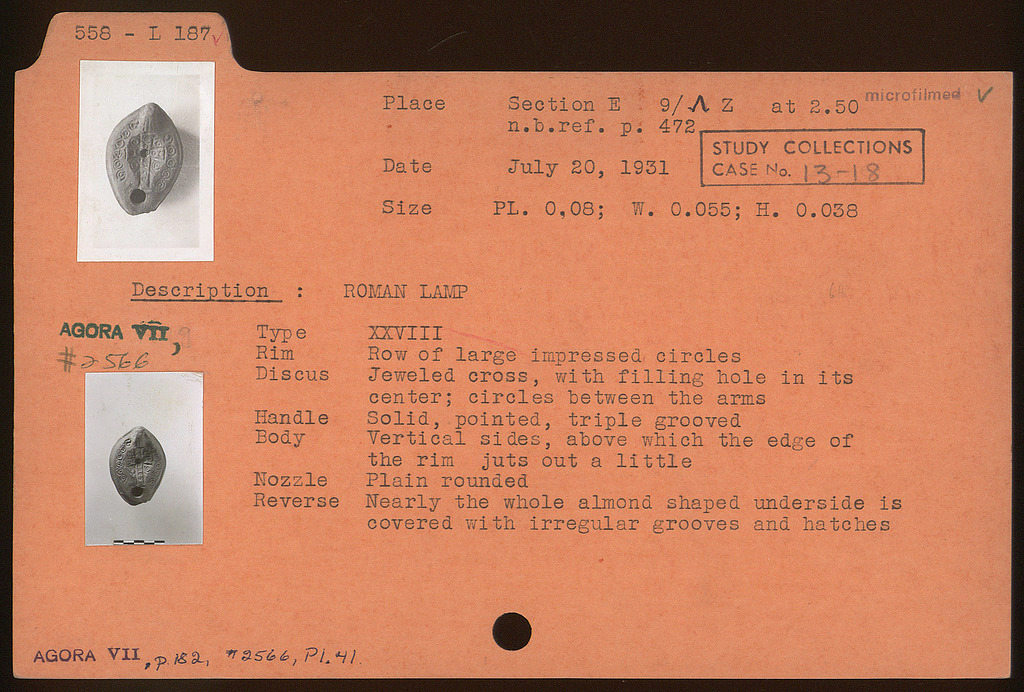 558 - L 187 ✓
Place Section E 9/Λ Z at 2.50
microfilmed ✓
n.b.ref. p. 472
STUDY COLLECTIONS
CASE No. 13-18
Date July 20, 1931
Size PL. 0,08; W. 0.055; H. 0.038
Description : ROMAN LAMP
AGORA VII,
#2566
Type XXVIII
Rim Row of large impressed circles
Discus Jeweled cross, with filling hole in its
center; circles between the arms
Handle Solid, pointed, triple grooved
Body Vertical sides, above which the edge of
the rim juts out a little
Nozzle Plain rounded
Reverse Nearly the whole almond shaped underside is
covered with irregular grooves and hatches
AGORA VII, p. 182, #2566, Pl. 41.